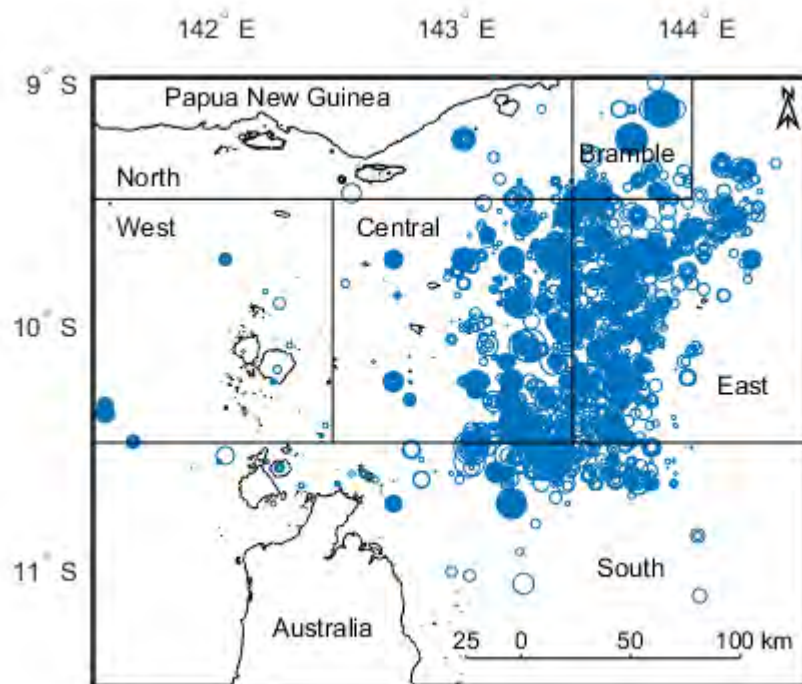 142° E 143° E 144° E
9° S
Papua New Guinea
N
Bramble
North
West Central
10° S
East
11° S
South
Australia
25 0 50 100 km